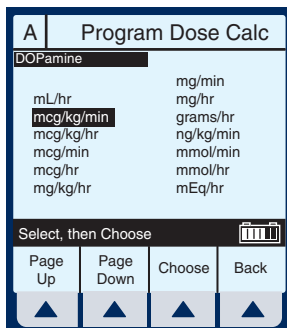 A Program Dose Calc
DOPamine
mL/hr
mcg/kg/min
mcg/kg/hr
mcg/min
mcg/hr
mg/kg/hr
mg/min
mg/hr
grams/hr
ng/kg/min
mmol/min
mmol/hr
mEq/hr
Select, then Choose
Page Up
Page Down
Choose
Back